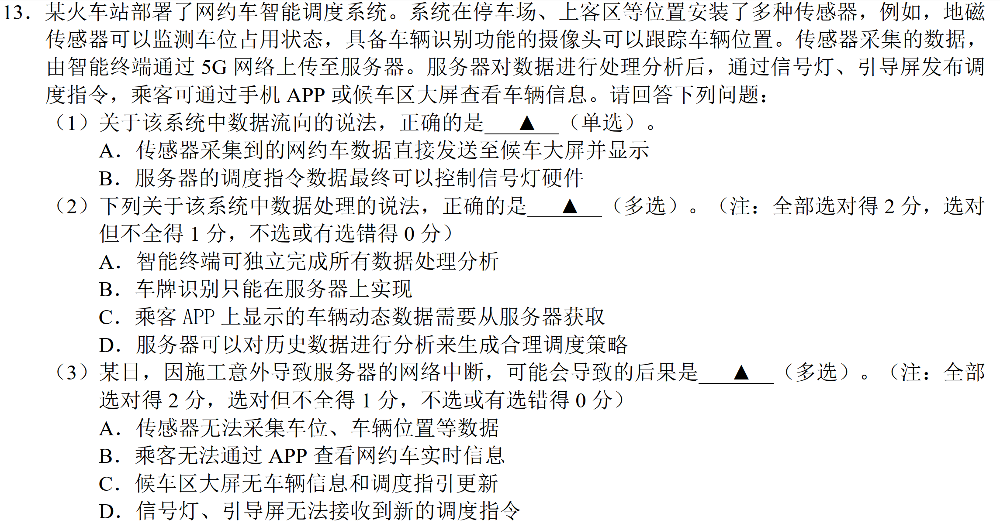 13．某火车站部署了网约车智能调度系统。系统在停车场、上客区等位置安装了多种传感器，例如，地磁
传感器可以监测车位占用状态，具备车辆识别功能的摄像头可以跟踪车辆位置。传感器采集的数据，
由智能终端通过 5G 网络上传至服务器。服务器对数据进行处理分析后，通过信号灯、引导屏发布调
度指令，乘客可通过手机 APP 或候车区大屏查看车辆信息。请回答下列问题：
（1）关于该系统中数据流向的说法，正确的是 ▲ （单选）。
A．传感器采集到的网约车数据直接发送至候车大屏并显示
B．服务器的调度指令数据最终可以控制信号灯硬件
（2）下列关于该系统中数据处理的说法，正确的是 ▲ （多选）。（注：全部选对得 2 分，选对
但不全得 1 分，不选或有选错得 0 分）
A．智能终端可独立完成所有数据处理分析
B．车牌识别只能在服务器上实现
C．乘客 APP 上显示的车辆动态数据需要从服务器获取
D．服务器可以对历史数据进行分析来生成合理调度策略
（3）某日，因施工意外导致服务器的网络中断，可能会导致的后果是 ▲ （多选）。（注：全部
选对得 2 分，选对但不全得 1 分，不选或有选错得 0 分）
A．传感器无法采集车位、车辆位置等数据
B．乘客无法通过 APP 查看网约车实时信息
C．候车区大屏无车辆信息和调度指引更新
D．信号灯、引导屏无法接收到新的调度指令